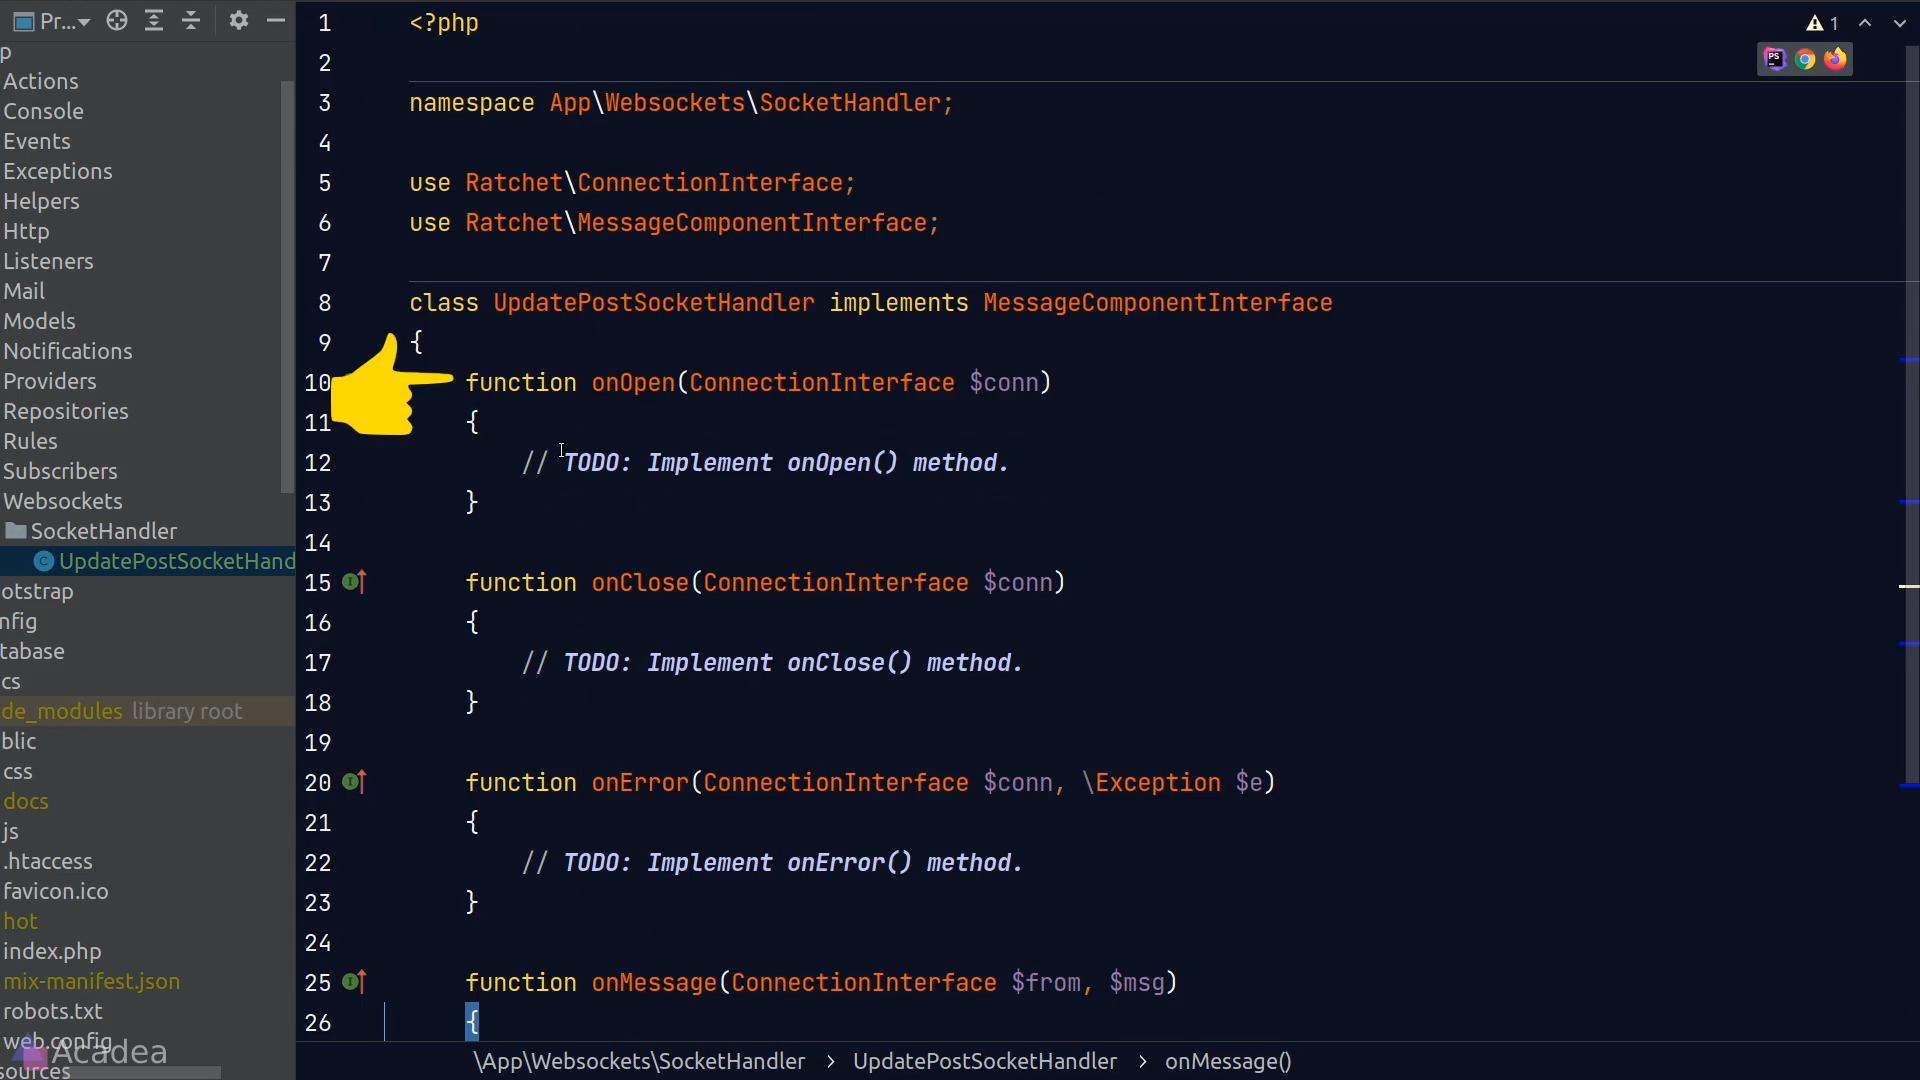 Pr...
p
Actions
Console
Events
Exceptions
Helpers
Http
Listeners
Mail
Models
Notifications
Providers
Repositories
Rules
Subscribers
Websockets
SocketHandler
UpdatePostSocketHand
otstrap
nfig
tabase
cs
de_modules library root
blic
css
docs
js
.htaccess
favicon.ico
hot
index.php
mix-manifest.json
robots.txt
web.config
sources
Acadea
1 <?php
2
3 namespace App\Websockets\SocketHandler;
4
5 use Ratchet\ConnectionInterface;
6 use Ratchet\MessageComponentInterface;
7
8 class UpdatePostSocketHandler implements MessageComponentInterface
9 {
10 function onOpen(ConnectionInterface $conn)
11 {
12 // TODO: Implement onOpen() method.
13 }
14
15 function onClose(ConnectionInterface $conn)
16 {
17 // TODO: Implement onClose() method.
18 }
19
20 function onError(ConnectionInterface $conn, \Exception $e)
21 {
22 // TODO: Implement onError() method.
23 }
24
25 function onMessage(ConnectionInterface $from, $msg)
26 {
1
PS
\App\Websockets\SocketHandler > UpdatePostSocketHandler > onMessage()